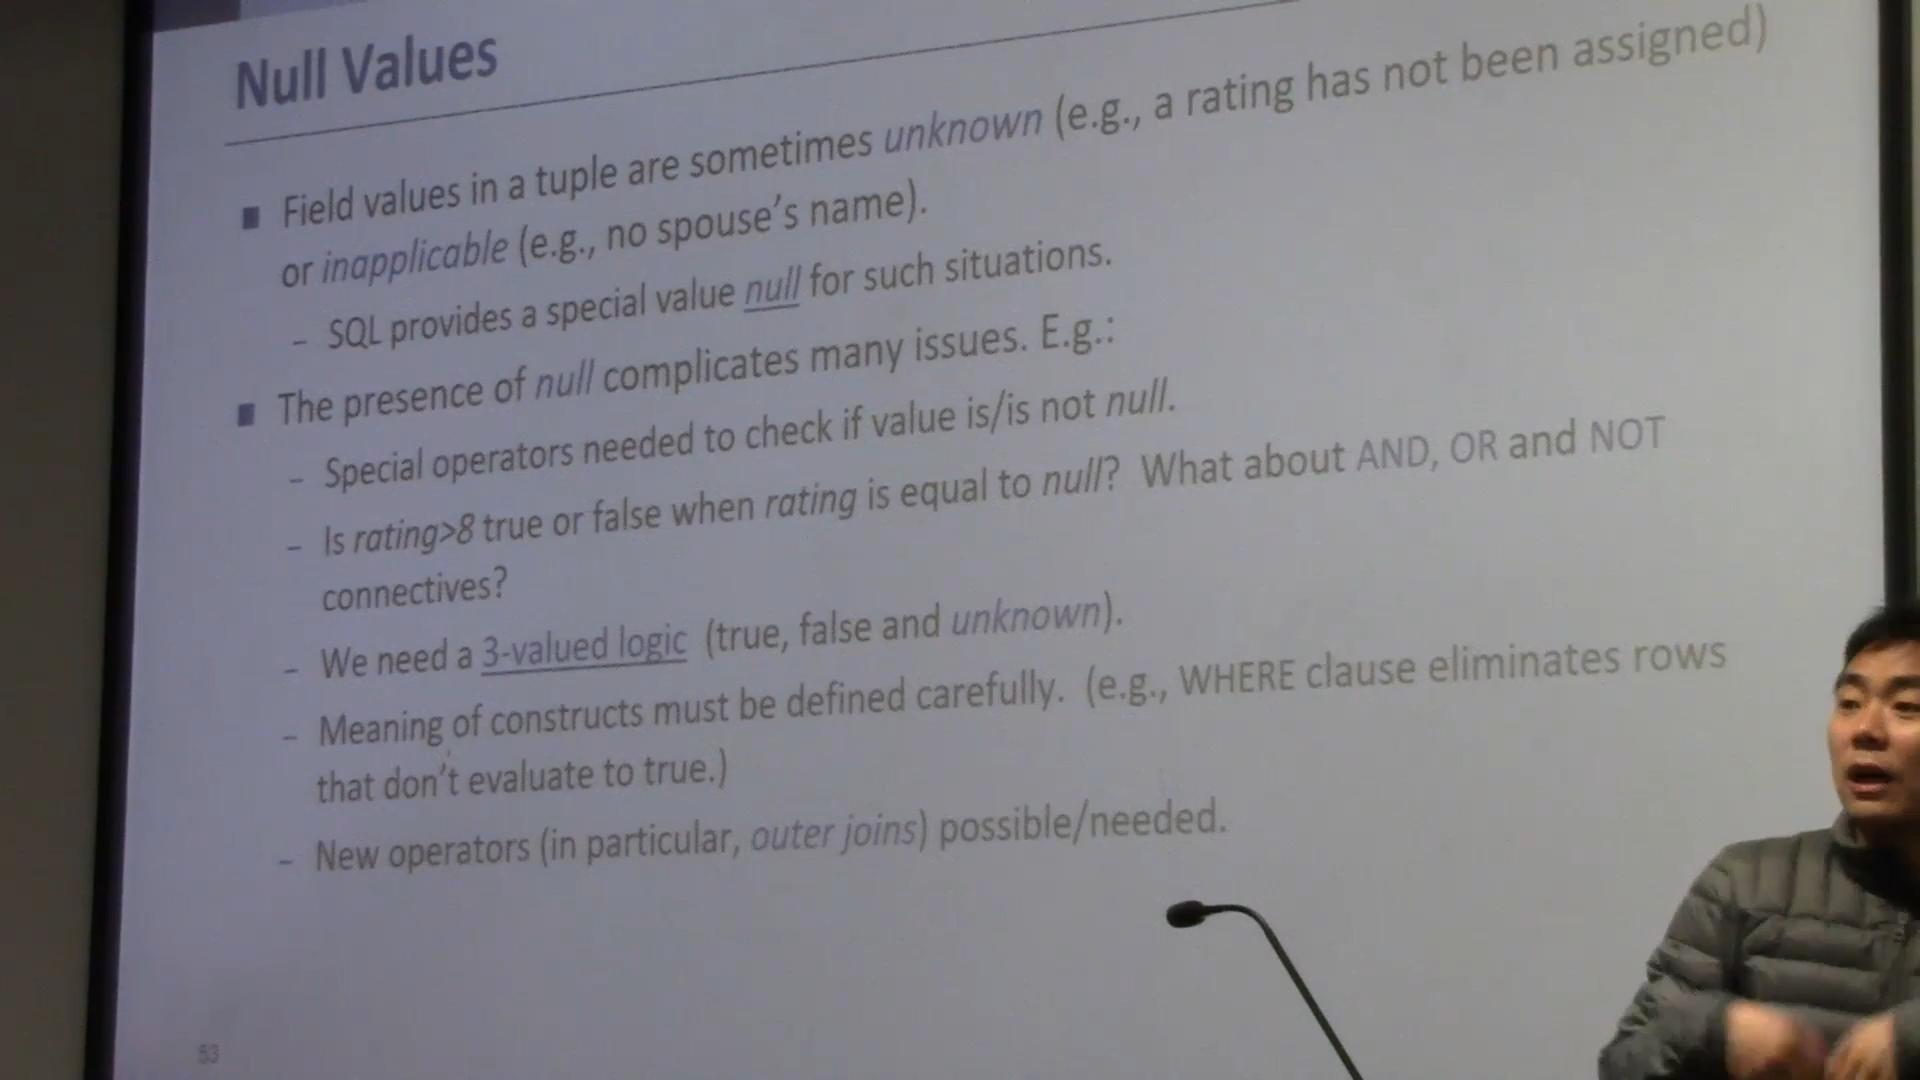 Null Values
▪ Field values in a tuple are sometimes unknown (e.g., a rating has not been assigned)
or inapplicable (e.g., no spouse's name).
– SQL provides a special value null for such situations.
▪ The presence of null complicates many issues. E.g.:
– Special operators needed to check if value is/is not null.
– Is rating>8 true or false when rating is equal to null? What about AND, OR and NOT
connectives?
– We need a 3-valued logic (true, false and unknown).
– Meaning of constructs must be defined carefully. (e.g., WHERE clause eliminates rows
that don't evaluate to true.)
– New operators (in particular, outer joins) possible/needed.
53